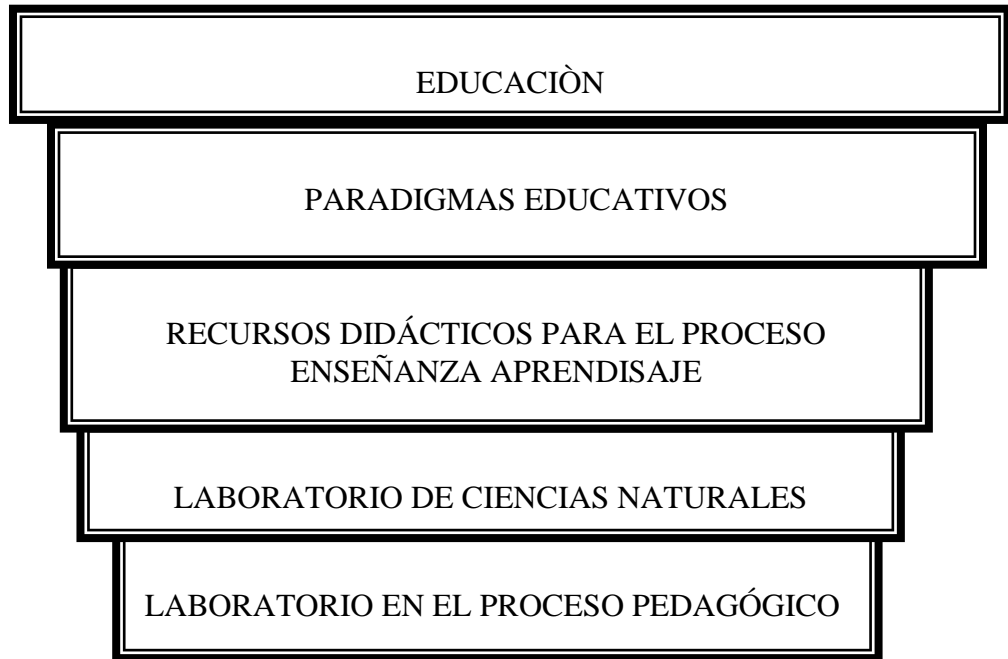 EDUCACIÒN
PARADIGMAS EDUCATIVOS
RECURSOS DIDÁCTICOS PARA EL PROCESO
ENSEÑANZA APRENDISAJE
LABORATORIO DE CIENCIAS NATURALES
LABORATORIO EN EL PROCESO PEDAGÓGICO